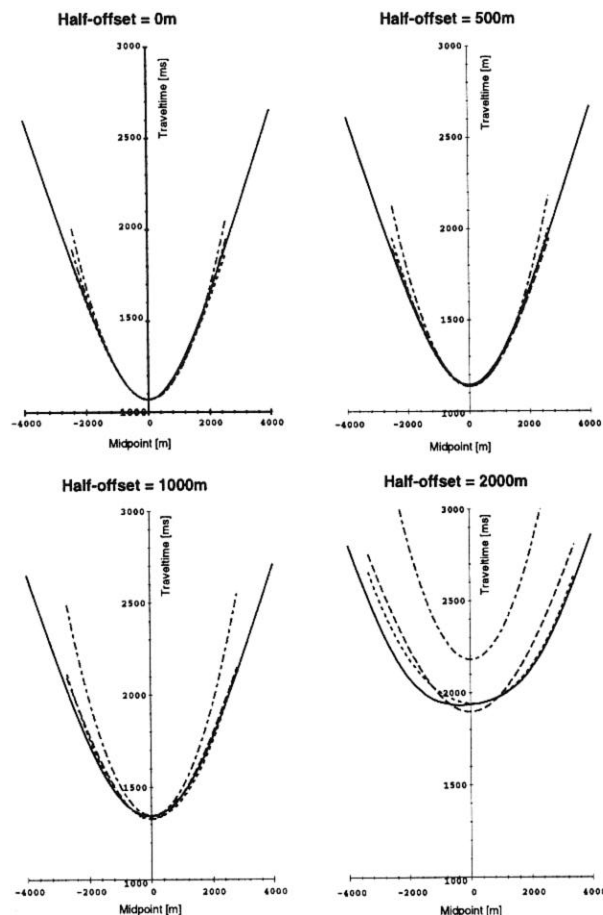 Half-offset = 0m
3000
2500
2000
1500
1000
Traveltime [ms]
-4000 -2000 0 2000 4000
Midpoint [m]
Half-offset = 500m
3000
2500
2000
1500
1000
Traveltime [ms]
-4000 -2000 0 2000 4000
Midpoint [m]
Half-offset = 1000m
3000
2500
2000
1500
1000
Traveltime [ms]
-4000 -2000 0 2000 4000
Midpoint [m]
Half-offset = 2000m
3000
2500
2000
1500
1000
Traveltime [ms]
-4000 -2000 0 2000 4000
Midpoint [m]